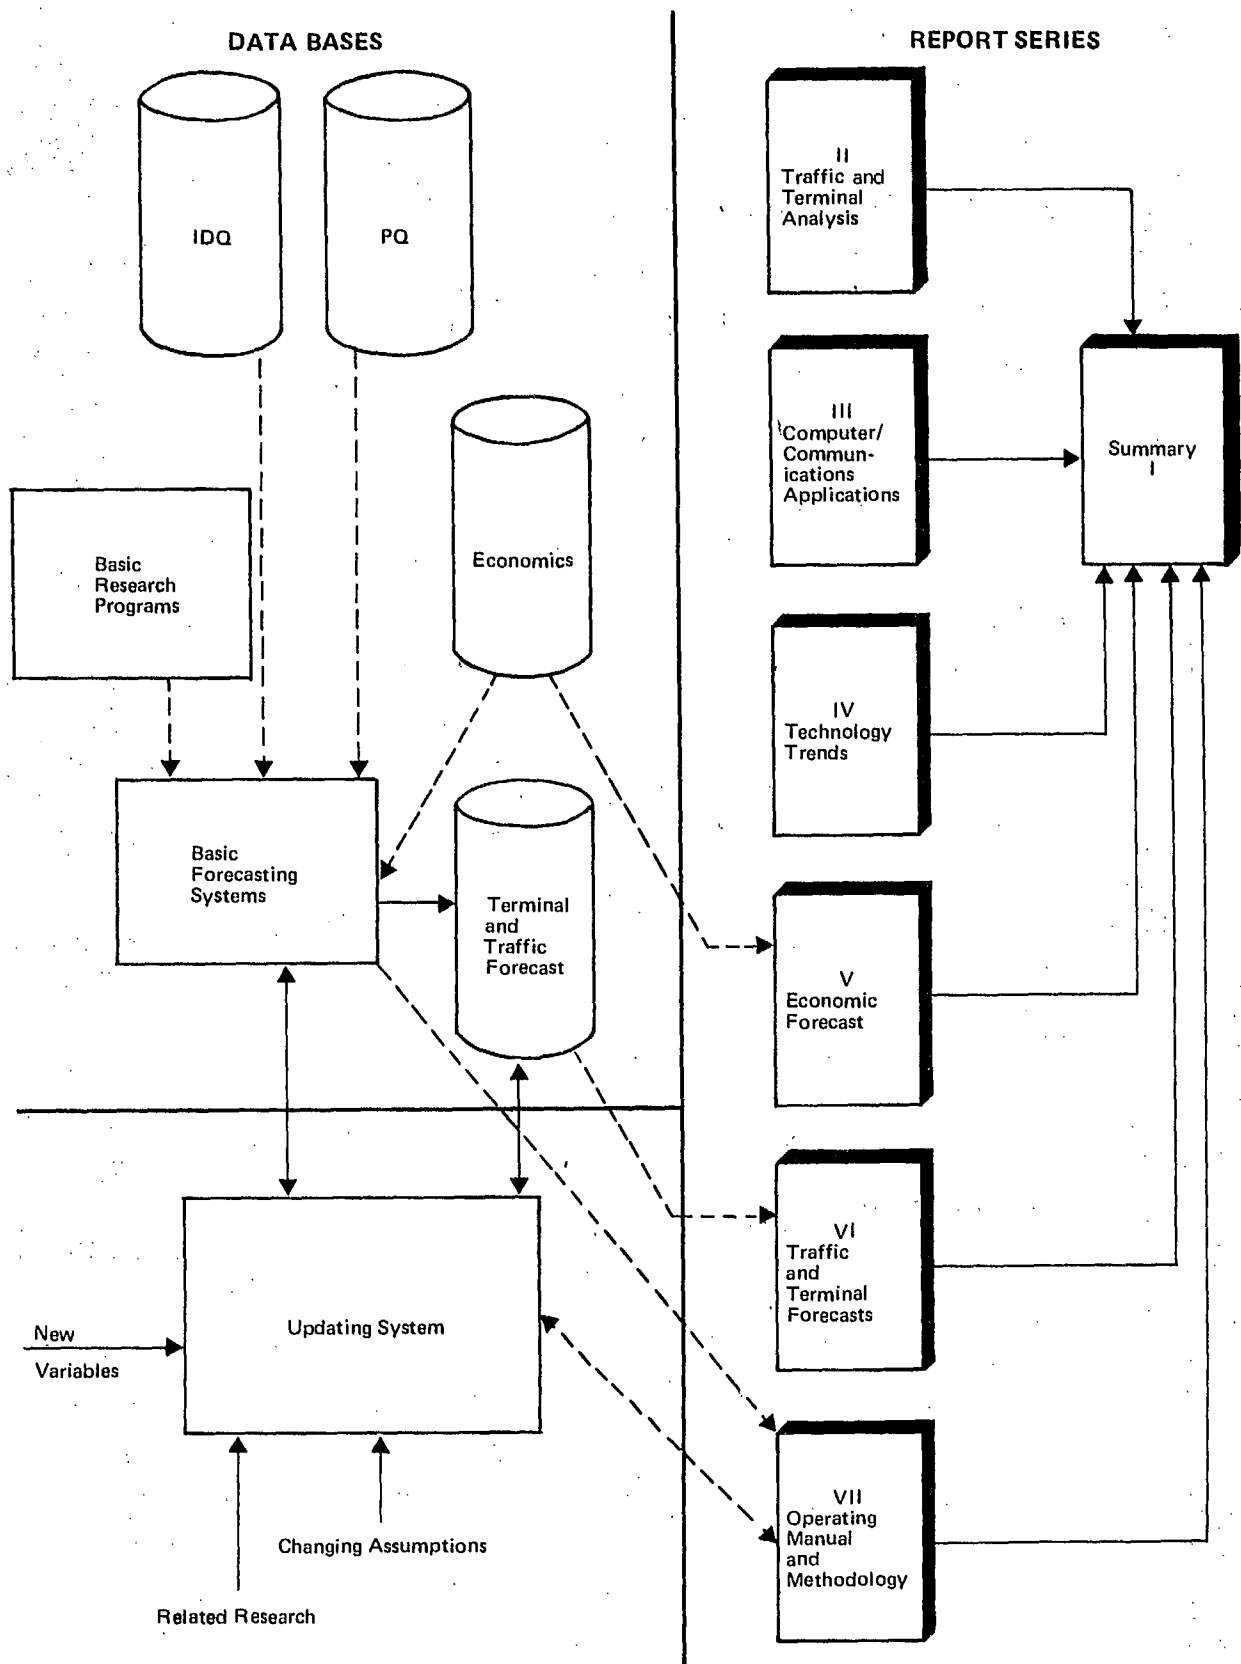 DATA BASES
IDQ
PQ
Economics
Basic
Research
Programs
Basic
Forecasting
Systems
Terminal
and
Traffic
Forecast
Updating System
New
Variables
Changing Assumptions
Related Research
REPORT SERIES
II
Traffic and
Terminal
Analysis
III
Computer/
Commun-
ications
Applications
Summary
I
IV
Technology
Trends
V
Economic
Forecast
VI
Traffic
and
Terminal
Forecasts
VII
Operating
Manual
and
Methodology